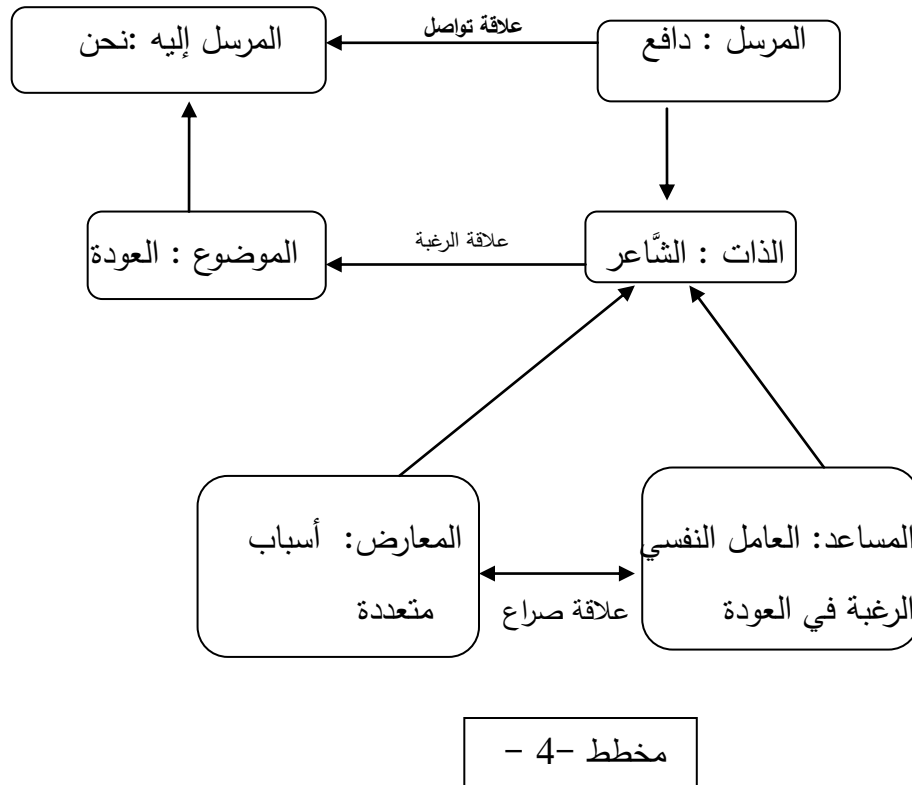 المرسل : دافع
علاقة تواصل
المرسل إليه :نحن
الذات : الشَّاعر
علاقة الرغبة
الموضوع : العودة
المساعد: العامل النفسي
الرغبة في العودة
علاقة صراع
المعارض: أسباب
متعددة
مخطط -4 -